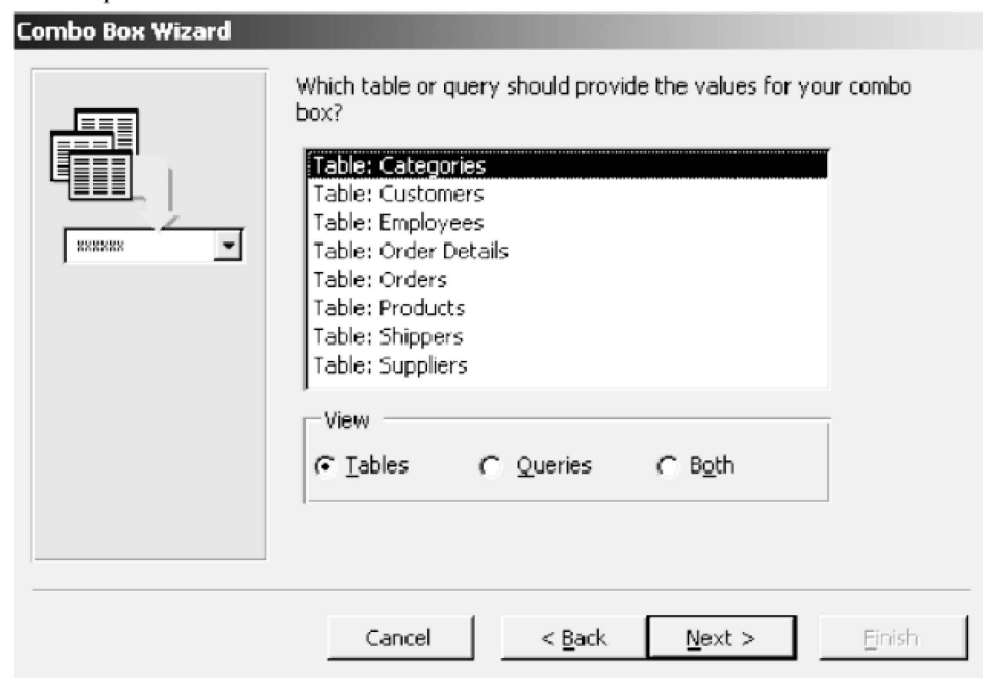 Combo Box Wizard
Which table or query should provide the values for your combo
box?
Table: Categories
Table: Customers
Table: Employees
Table: Order Details
Table: Orders
Table: Products
Table: Shippers
Table: Suppliers
xxxxxx
View
Tables Queries Both
Cancel < Back Next > Finish